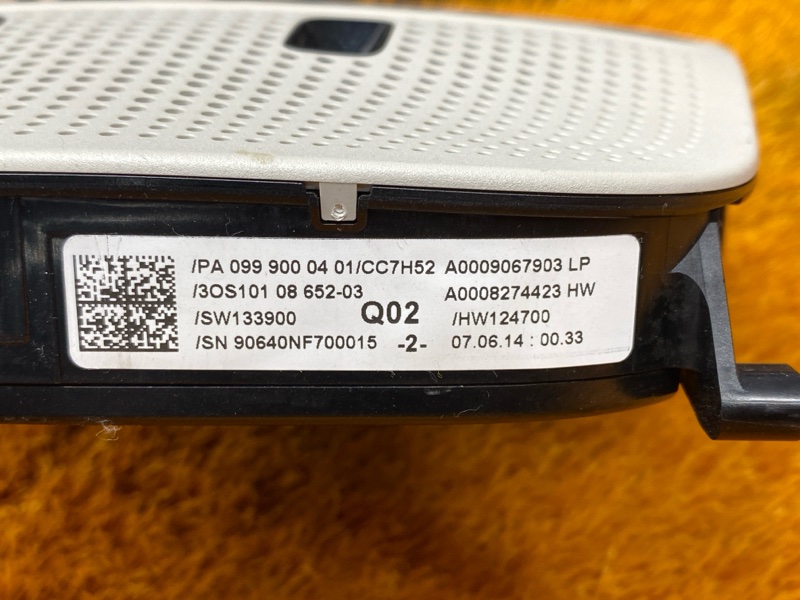 /PA 099 900 04 01/CC7H52 A0009067903 LP
/3OS101 08 652-03 A0008274423 HW
/SW133900 Q02 /HW124700
/SN 90640NF700015 -2- 07.06.14 : 00.33